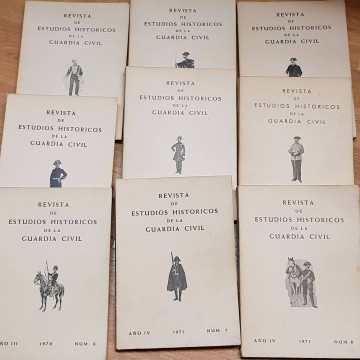 REVISTA
DE
ESTUDIOS HISTORICOS
DE LA
GUARDIA CIVIL
REVISTA
DE
ESTUDIOS HISTORICOS
DE LA
GUARDIA CIVIL
REVISTA
DE
ESTUDIOS HISTORICOS
DE LA
GUARDIA CIVIL
REVISTA
DE
ESTUDIOS HISTORICOS
DE LA
GUARDIA CIVIL
REVISTA
DE
ESTUDIOS HISTORICOS
DE LA
GUARDIA CIVIL
REVISTA
DE
ESTUDIOS HISTORICOS
DE LA
GUARDIA CIVIL
REVISTA
DE
ESTUDIOS HISTORICOS
DE LA
GUARDIA CIVIL
AÑO III 1970 NUM. 6
REVISTA
DE
ESTUDIOS HISTORICOS
DE LA
GUARDIA CIVIL
AÑO IV 1971 NUM. 7
REVISTA
DE
ESTUDIOS HISTORICOS
DE LA
GUARDIA CIVIL
AÑO IV 1971 NUM. 8